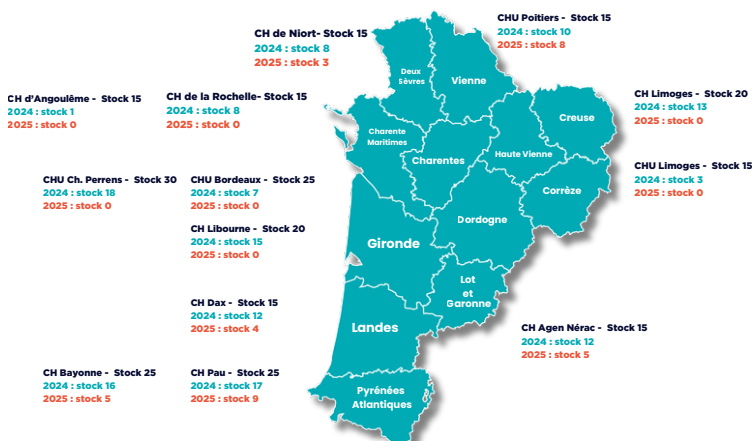 CH de Niort- Stock 15
2024 : stock 8
2025 : stock 3
CHU Poitiers - Stock 15
2024 : stock 10
2025 : stock 8
CH d'Angoulême - Stock 15
2024 : stock 1
2025 : stock 0
CH de la Rochelle- Stock 15
2024 : stock 8
2025 : stock 0
CH Limoges - Stock 20
2024 : stock 13
2025 : stock 0
CHU Limoges - Stock 15
2024 : stock 3
2025 : stock 0
CHU Ch. Perrens - Stock 30
2024 : stock 18
2025 : stock 0
CHU Bordeaux - Stock 25
2024 : stock 7
2025 : stock 0
CH Libourne - Stock 20
2024 : stock 15
2025 : stock 0
CH Dax - Stock 15
2024 : stock 12
2025 : stock 4
CH Agen Nérac - Stock 15
2024 : stock 12
2025 : stock 5
CH Bayonne - Stock 25
2024 : stock 16
2025 : stock 5
CH Pau - Stock 25
2024 : stock 17
2025 : stock 9
Deux
Sèvres
Vienne
Creuse
Charente
Maritimes
Charentes
Haute Vienne
Corrèze
Dordogne
Gironde
Lot
et
Garonne
Landes
Pyrénées
Atlantiques